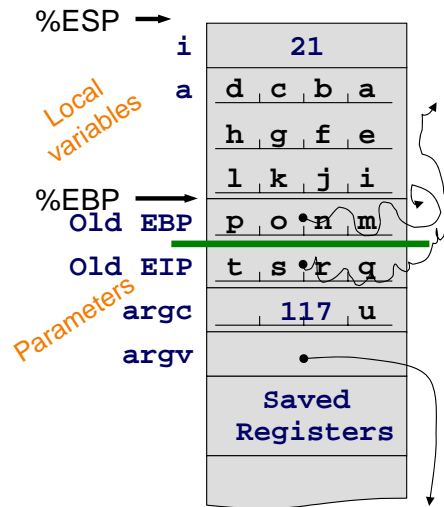 %ESP
i 21
a d c b a
Local
variables
h g f e
l k j i
%EBP
Old EBP p o n m
Old EIP t s r q
Parameters
argc 117 u
argv
Saved
Registers